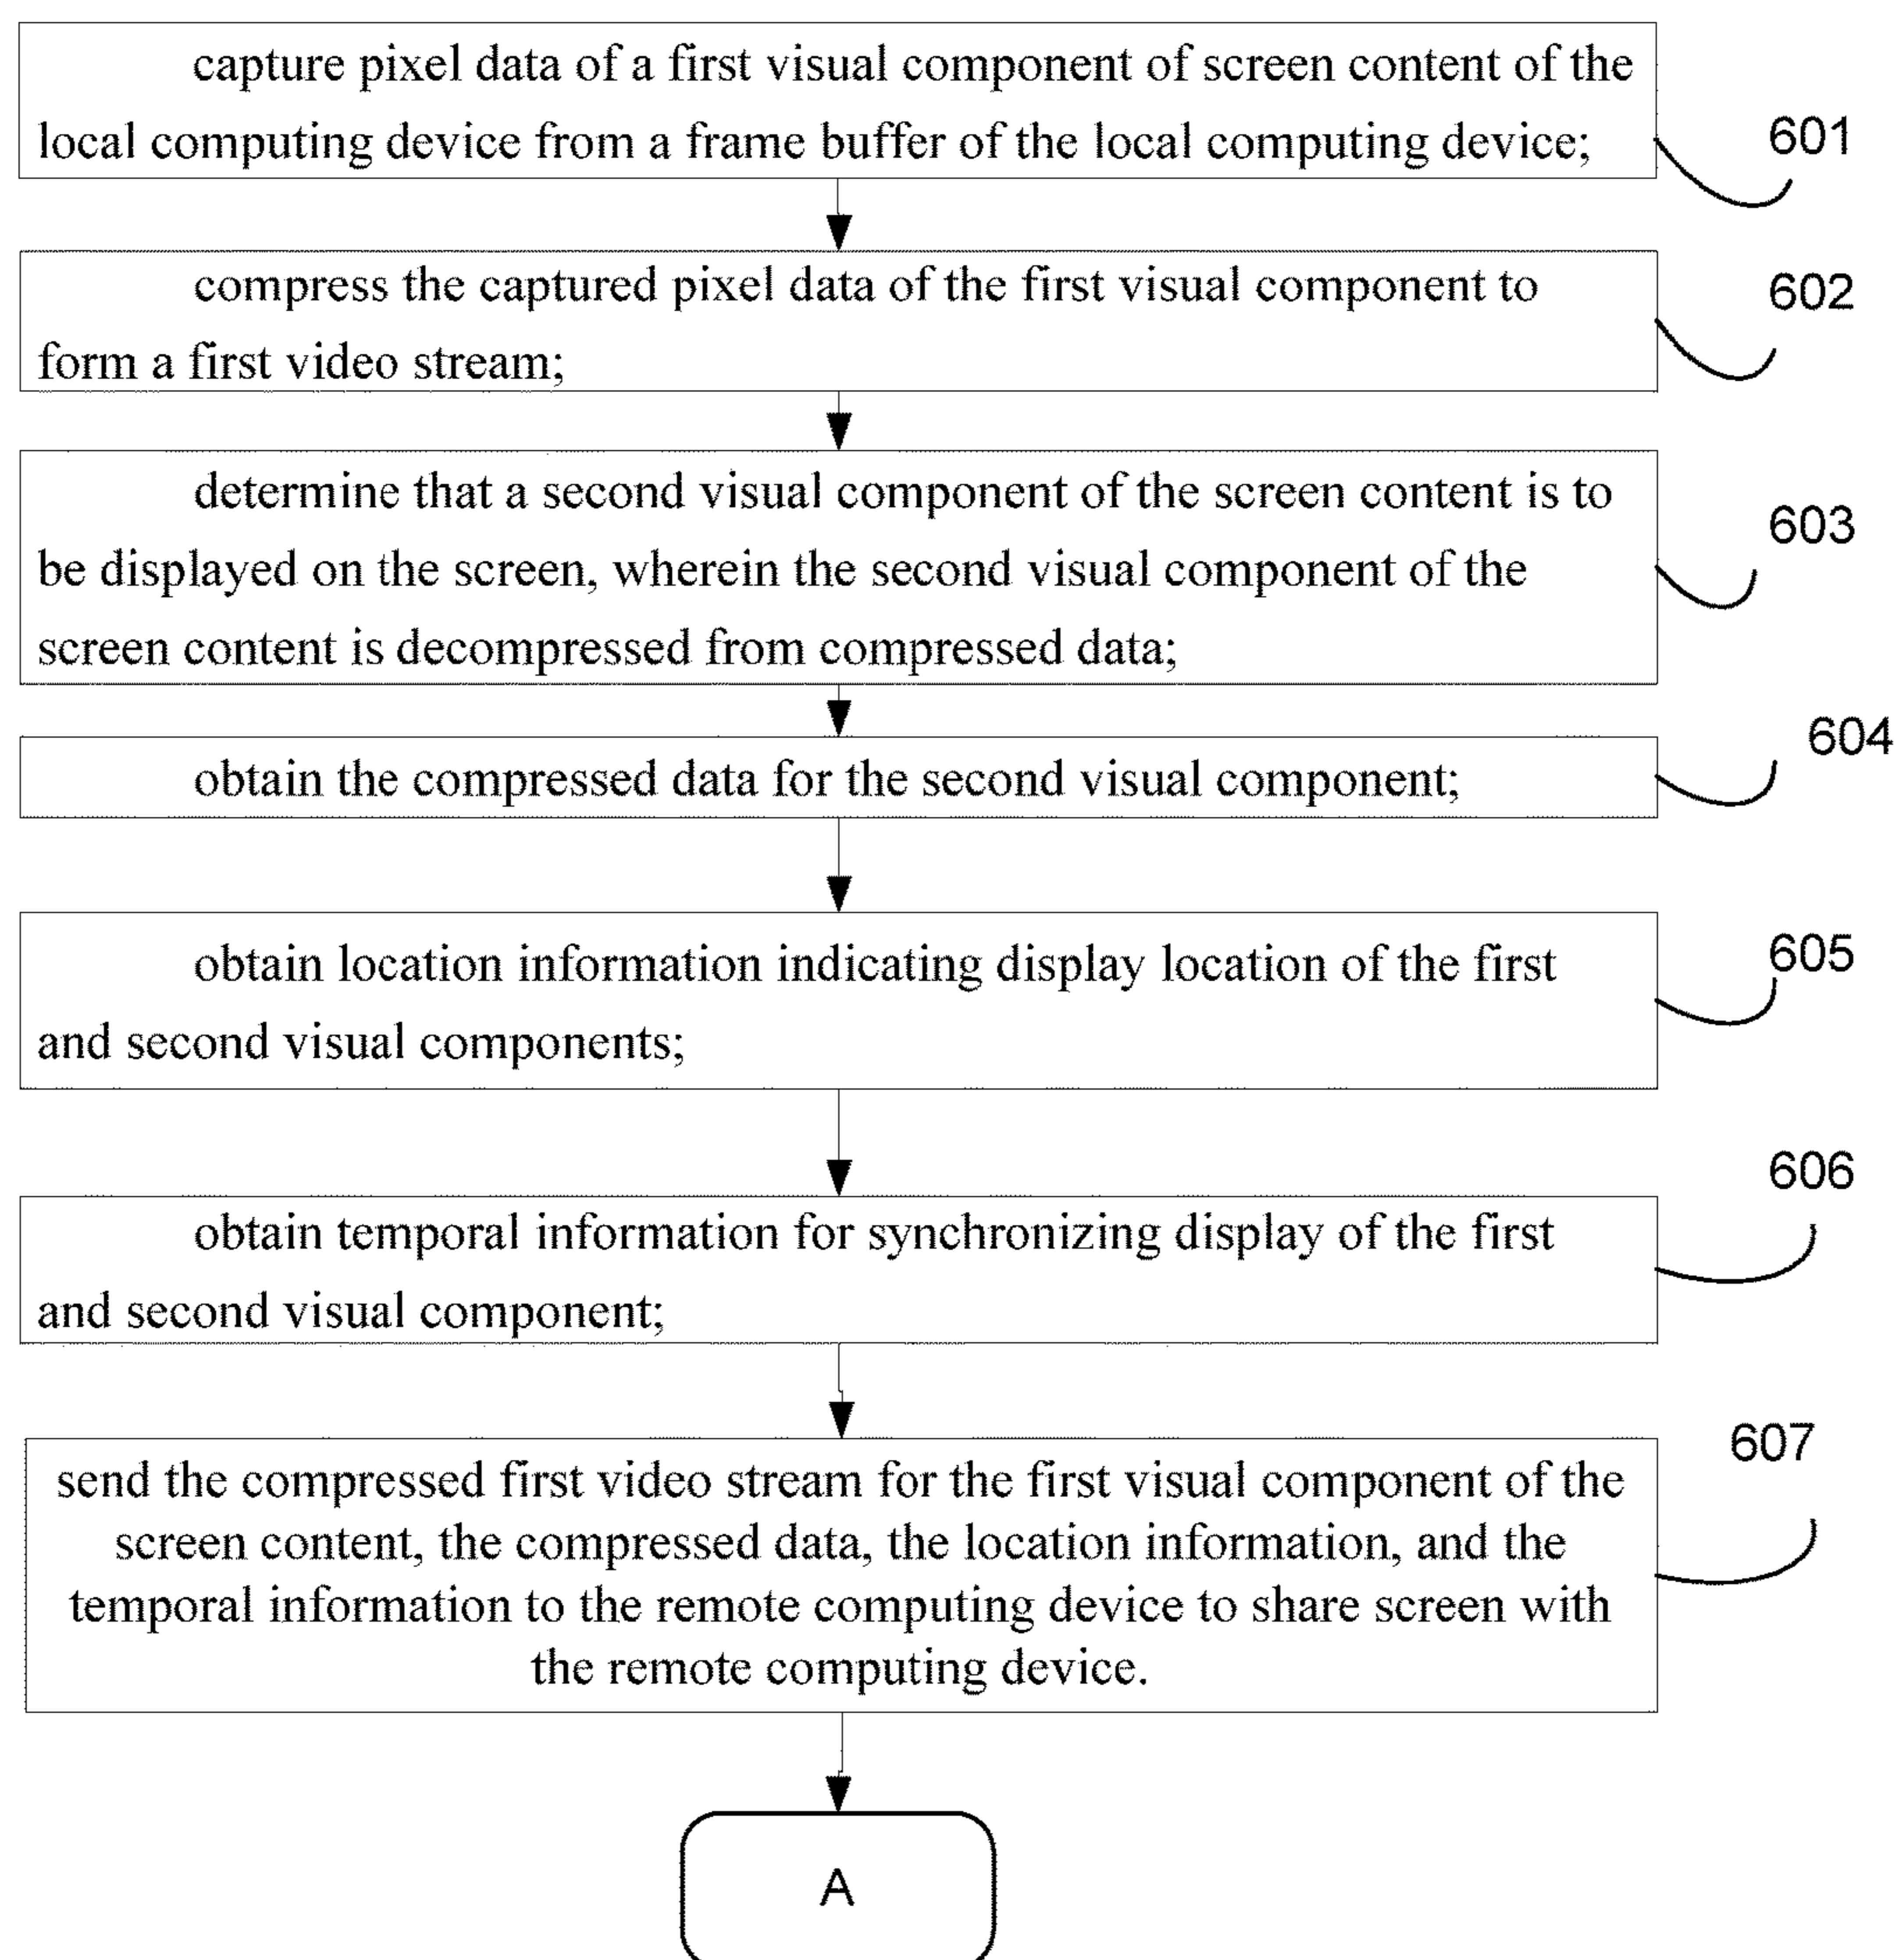 capture pixel data of a first visual component of screen content of the
local computing device from a frame buffer of the local computing device;
601
compress the captured pixel data of the first visual component to
form a first video stream;
602
determine that a second visual component of the screen content is to
be displayed on the screen, wherein the second visual component of the
screen content is decompressed from compressed data;
603
obtain the compressed data for the second visual component;
604
obtain location information indicating display location of the first
and second visual components;
605
obtain temporal information for synchronizing display of the first
and second visual component;
606
send the compressed first video stream for the first visual component of the
screen content, the compressed data, the location information, and the
temporal information to the remote computing device to share screen with
the remote computing device.
607
A